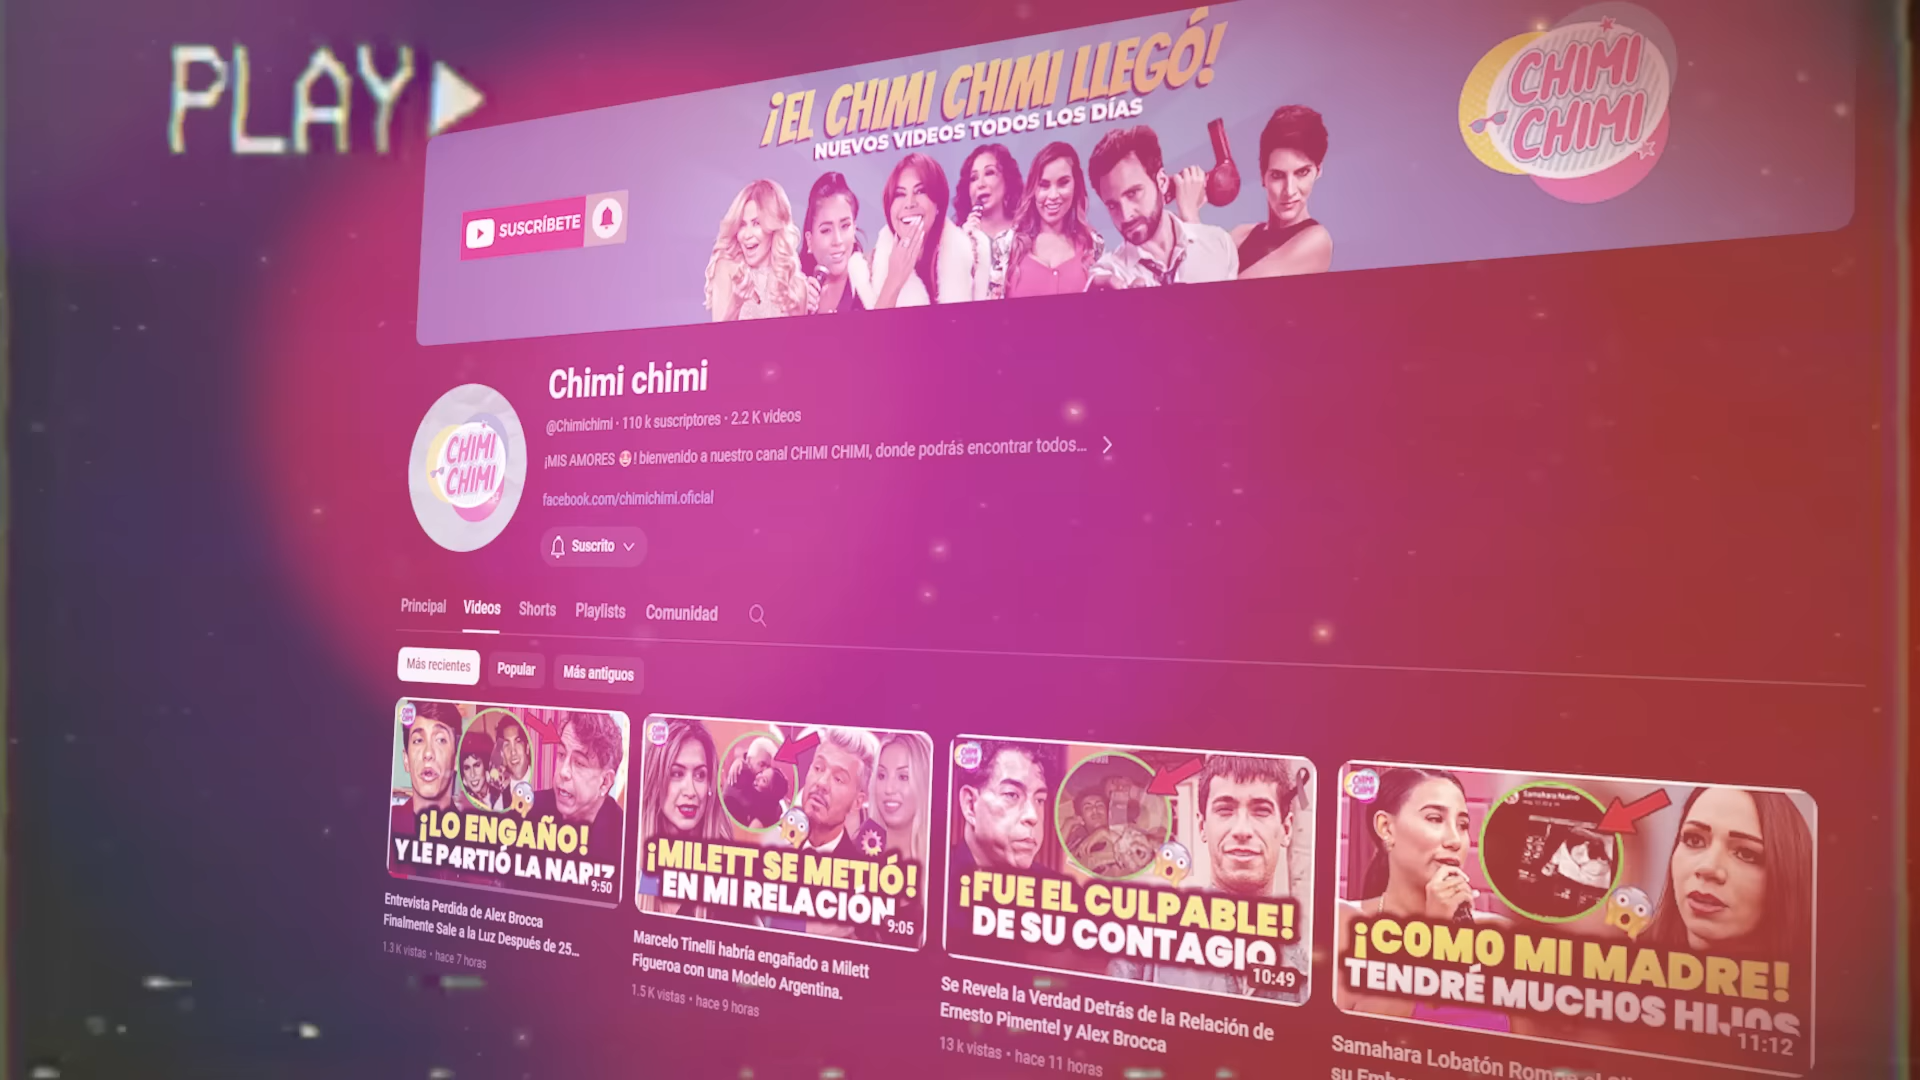 PLAY
¡EL CHIMI CHIMI LLEGÓ!
NUEVOS VIDEOS TODOS LOS DÍAS
SUSCRÍBETE
CHIMI
CHIMI
Chimi chimi
@Chimichimi • 110 k suscriptores • 2.2 K videos
¡MIS AMORES 🤩! bienvenido a nuestro canal CHIMI CHIMI, donde podrás encontrar todos...
facebook.com/chimichimi.oficial
CHIMI
CHIMI
Suscrito
Principal Videos Shorts Playlists Comunidad
Más recientes Popular Más antiguos
¡LO ENGAÑO!
Y LE P4RTIÓ LA NARIZ
9:50
Entrevista Perdida de Alex Brocca
Finalmente Sale a la Luz Después de 25...
1.3 K vistas • hace 7 horas
¡MILETT SE METIÓ!
EN MI RELACIÓN
9:05
Marcelo Tinelli habría engañado a Milett
Figueroa con una Modelo Argentina.
1.5 K vistas • hace 9 horas
¡FUE EL CULPABLE!
DE SU CONTAGIO
10:49
Se Revela la Verdad Detrás de la Relación de
Ernesto Pimentel y Alex Brocca
13 k vistas • hace 11 horas
Samahara Nuevo
¡COMO MI MADRE!
TENDRÉ MUCHOS HIJOS
11:12
Samahara Lobatón
su